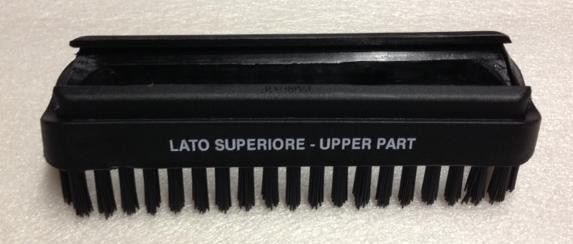 LATO SUPERIORE - UPPER PART